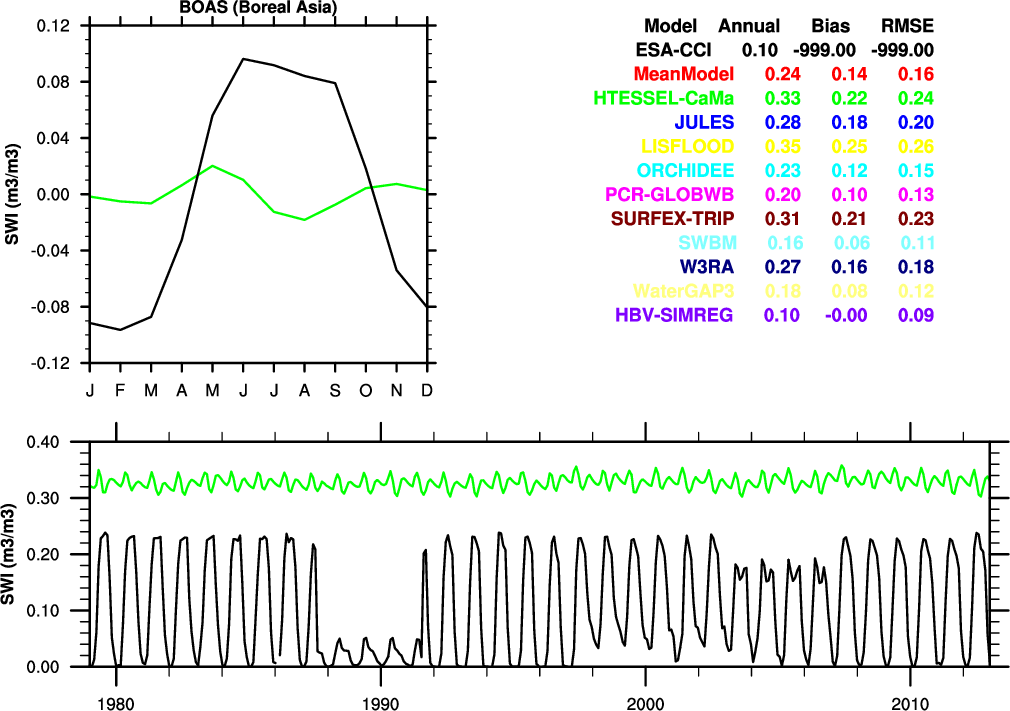 BOAS (Boreal Asia)
0.12
0.08
0.04
0.00
-0.04
-0.08
-0.12
SWI (m3/m3)
J F M A M J J A S O N D
Model Annual Bias RMSE
ESA-CCI 0.10 -999.00 -999.00
MeanModel 0.24 0.14 0.16
HTESSEL-CaMa 0.33 0.22 0.24
JULES 0.28 0.18 0.20
LISFLOOD 0.35 0.25 0.26
ORCHIDEE 0.23 0.12 0.15
PCR-GLOBWB 0.20 0.10 0.13
SURFEX-TRIP 0.31 0.21 0.23
SWBM 0.16 0.06 0.11
W3RA 0.27 0.16 0.18
WaterGAP3 0.18 0.08 0.12
HBV-SIMREG 0.10 -0.00 0.09
0.40
0.30
0.20
0.10
0.00
SWI (m3/m3)
1980 1990 2000 2010